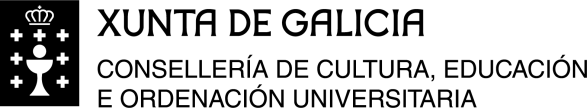 XUNTA DE GALICIA
CONSELLERÍA DE CULTURA, EDUCACIÓN
E ORDENACIÓN UNIVERSITARIA